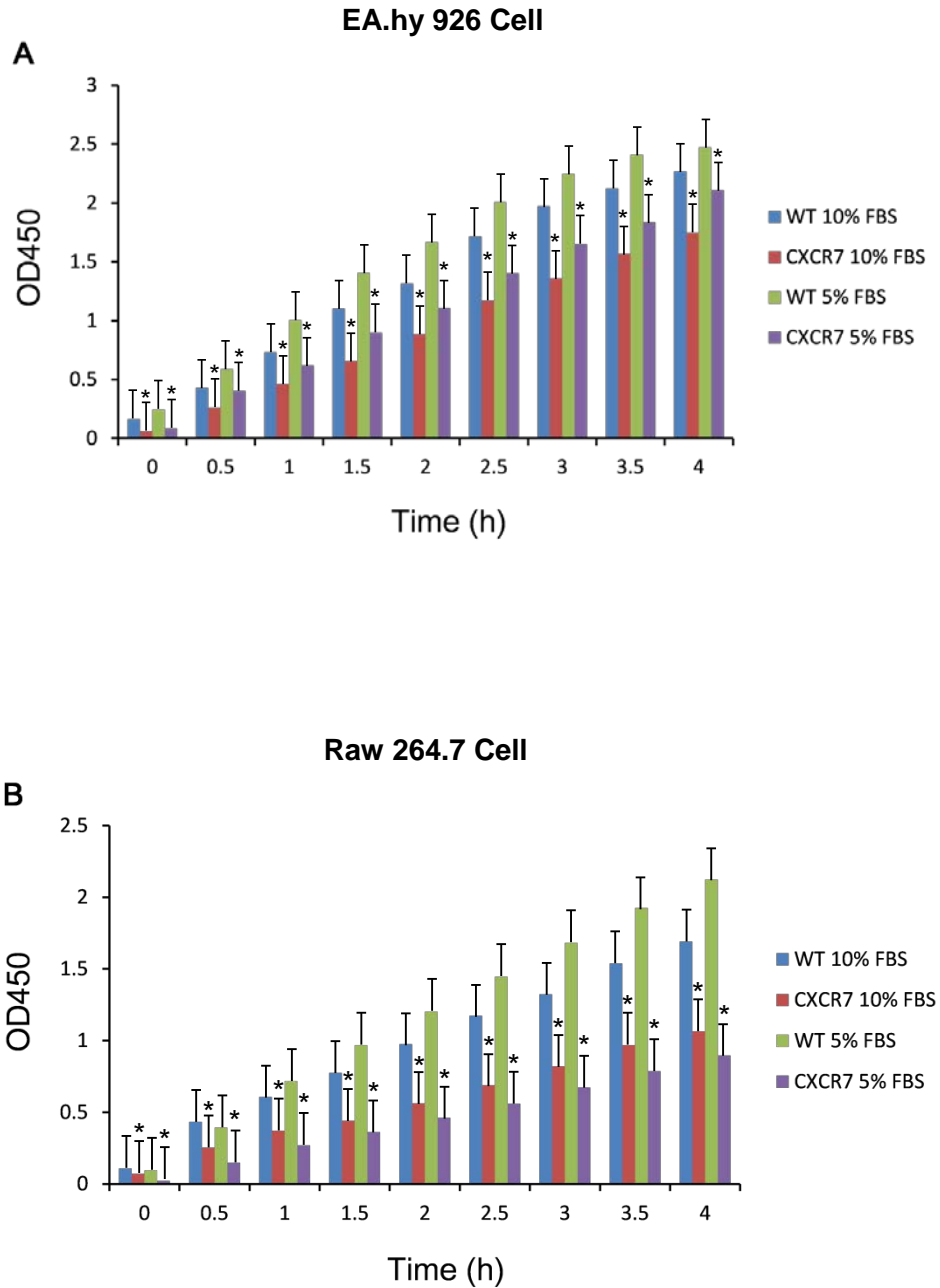 EA.hy 926 Cell
A
3
2.5
2
1.5
1
0.5
0
OD450
* * * * * * * * * * * * * * * * * *
0 0.5 1 1.5 2 2.5 3 3.5 4
Time (h)
WT 10% FBS
CXCR7 10% FBS
WT 5% FBS
CXCR7 5% FBS
Raw 264.7 Cell
B
2.5
2
1.5
1
0.5
0
OD450
* * * * * * * * * * * * * * * * * *
0 0.5 1 1.5 2 2.5 3 3.5 4
Time (h)
WT 10% FBS
CXCR7 10% FBS
WT 5% FBS
CXCR7 5% FBS